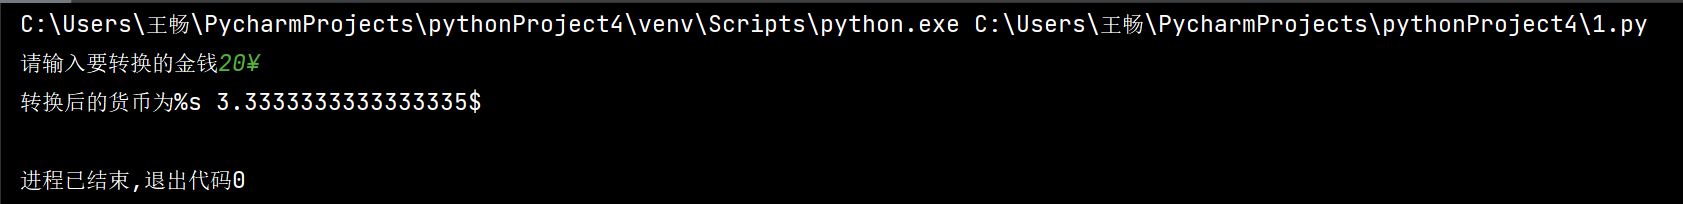 C:\Users\王畅\PycharmProjects\pythonProject4\venv\Scripts\python.exe C:\Users\王畅\PycharmProjects\pythonProject4\1.py
请输入要转换的金钱20¥
转换后的货币为%s 3.3333333333333335$
进程已结束,退出代码0